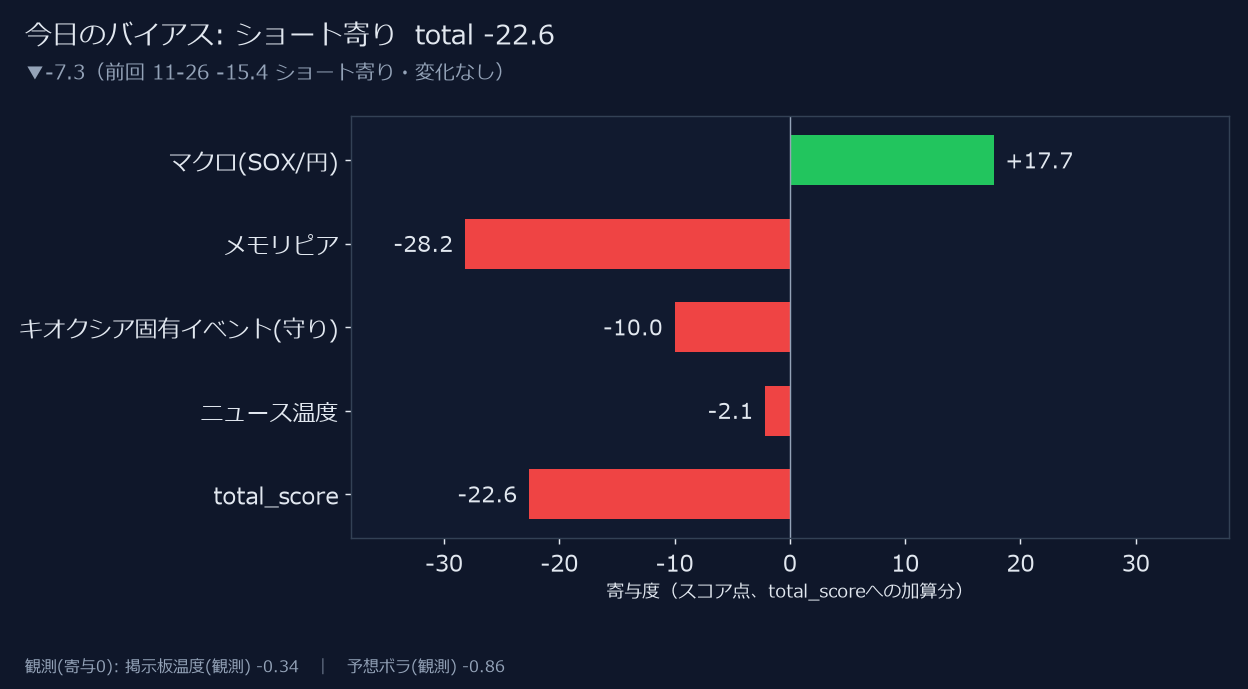 今日のバイアス: ショート寄り  total -22.6
▼-7.3（前回 11-26 -15.4 ショート寄り・変化なし）
マクロ(SOX/円)
+17.7
メモリピア
-28.2
キオクシア固有イベント(守り)
-10.0
ニュース温度
-2.1
total_score
-22.6
-30 -20 -10 0 10 20 30
寄与度（スコア点、total_scoreへの加算分）
観測(寄与0): 掲示板温度(観測) -0.34 ｜ 予想ボラ(観測) -0.86